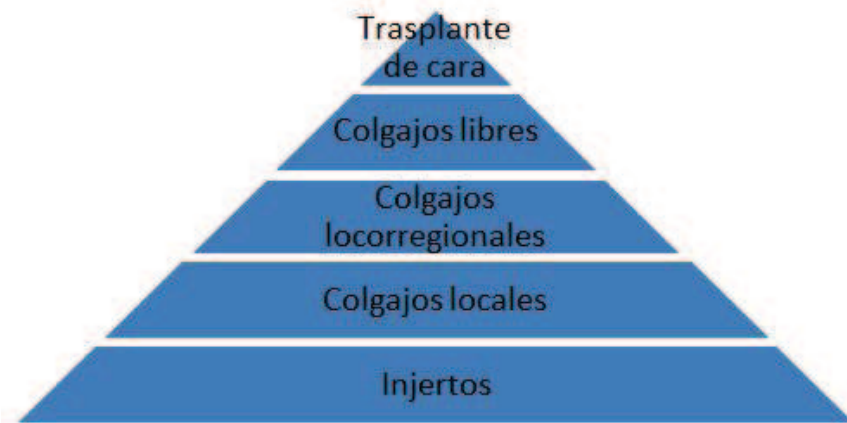 Trasplante
de cara
Colgajos libres
Colgajos
locorregionales
Colgajos locales
Injertos